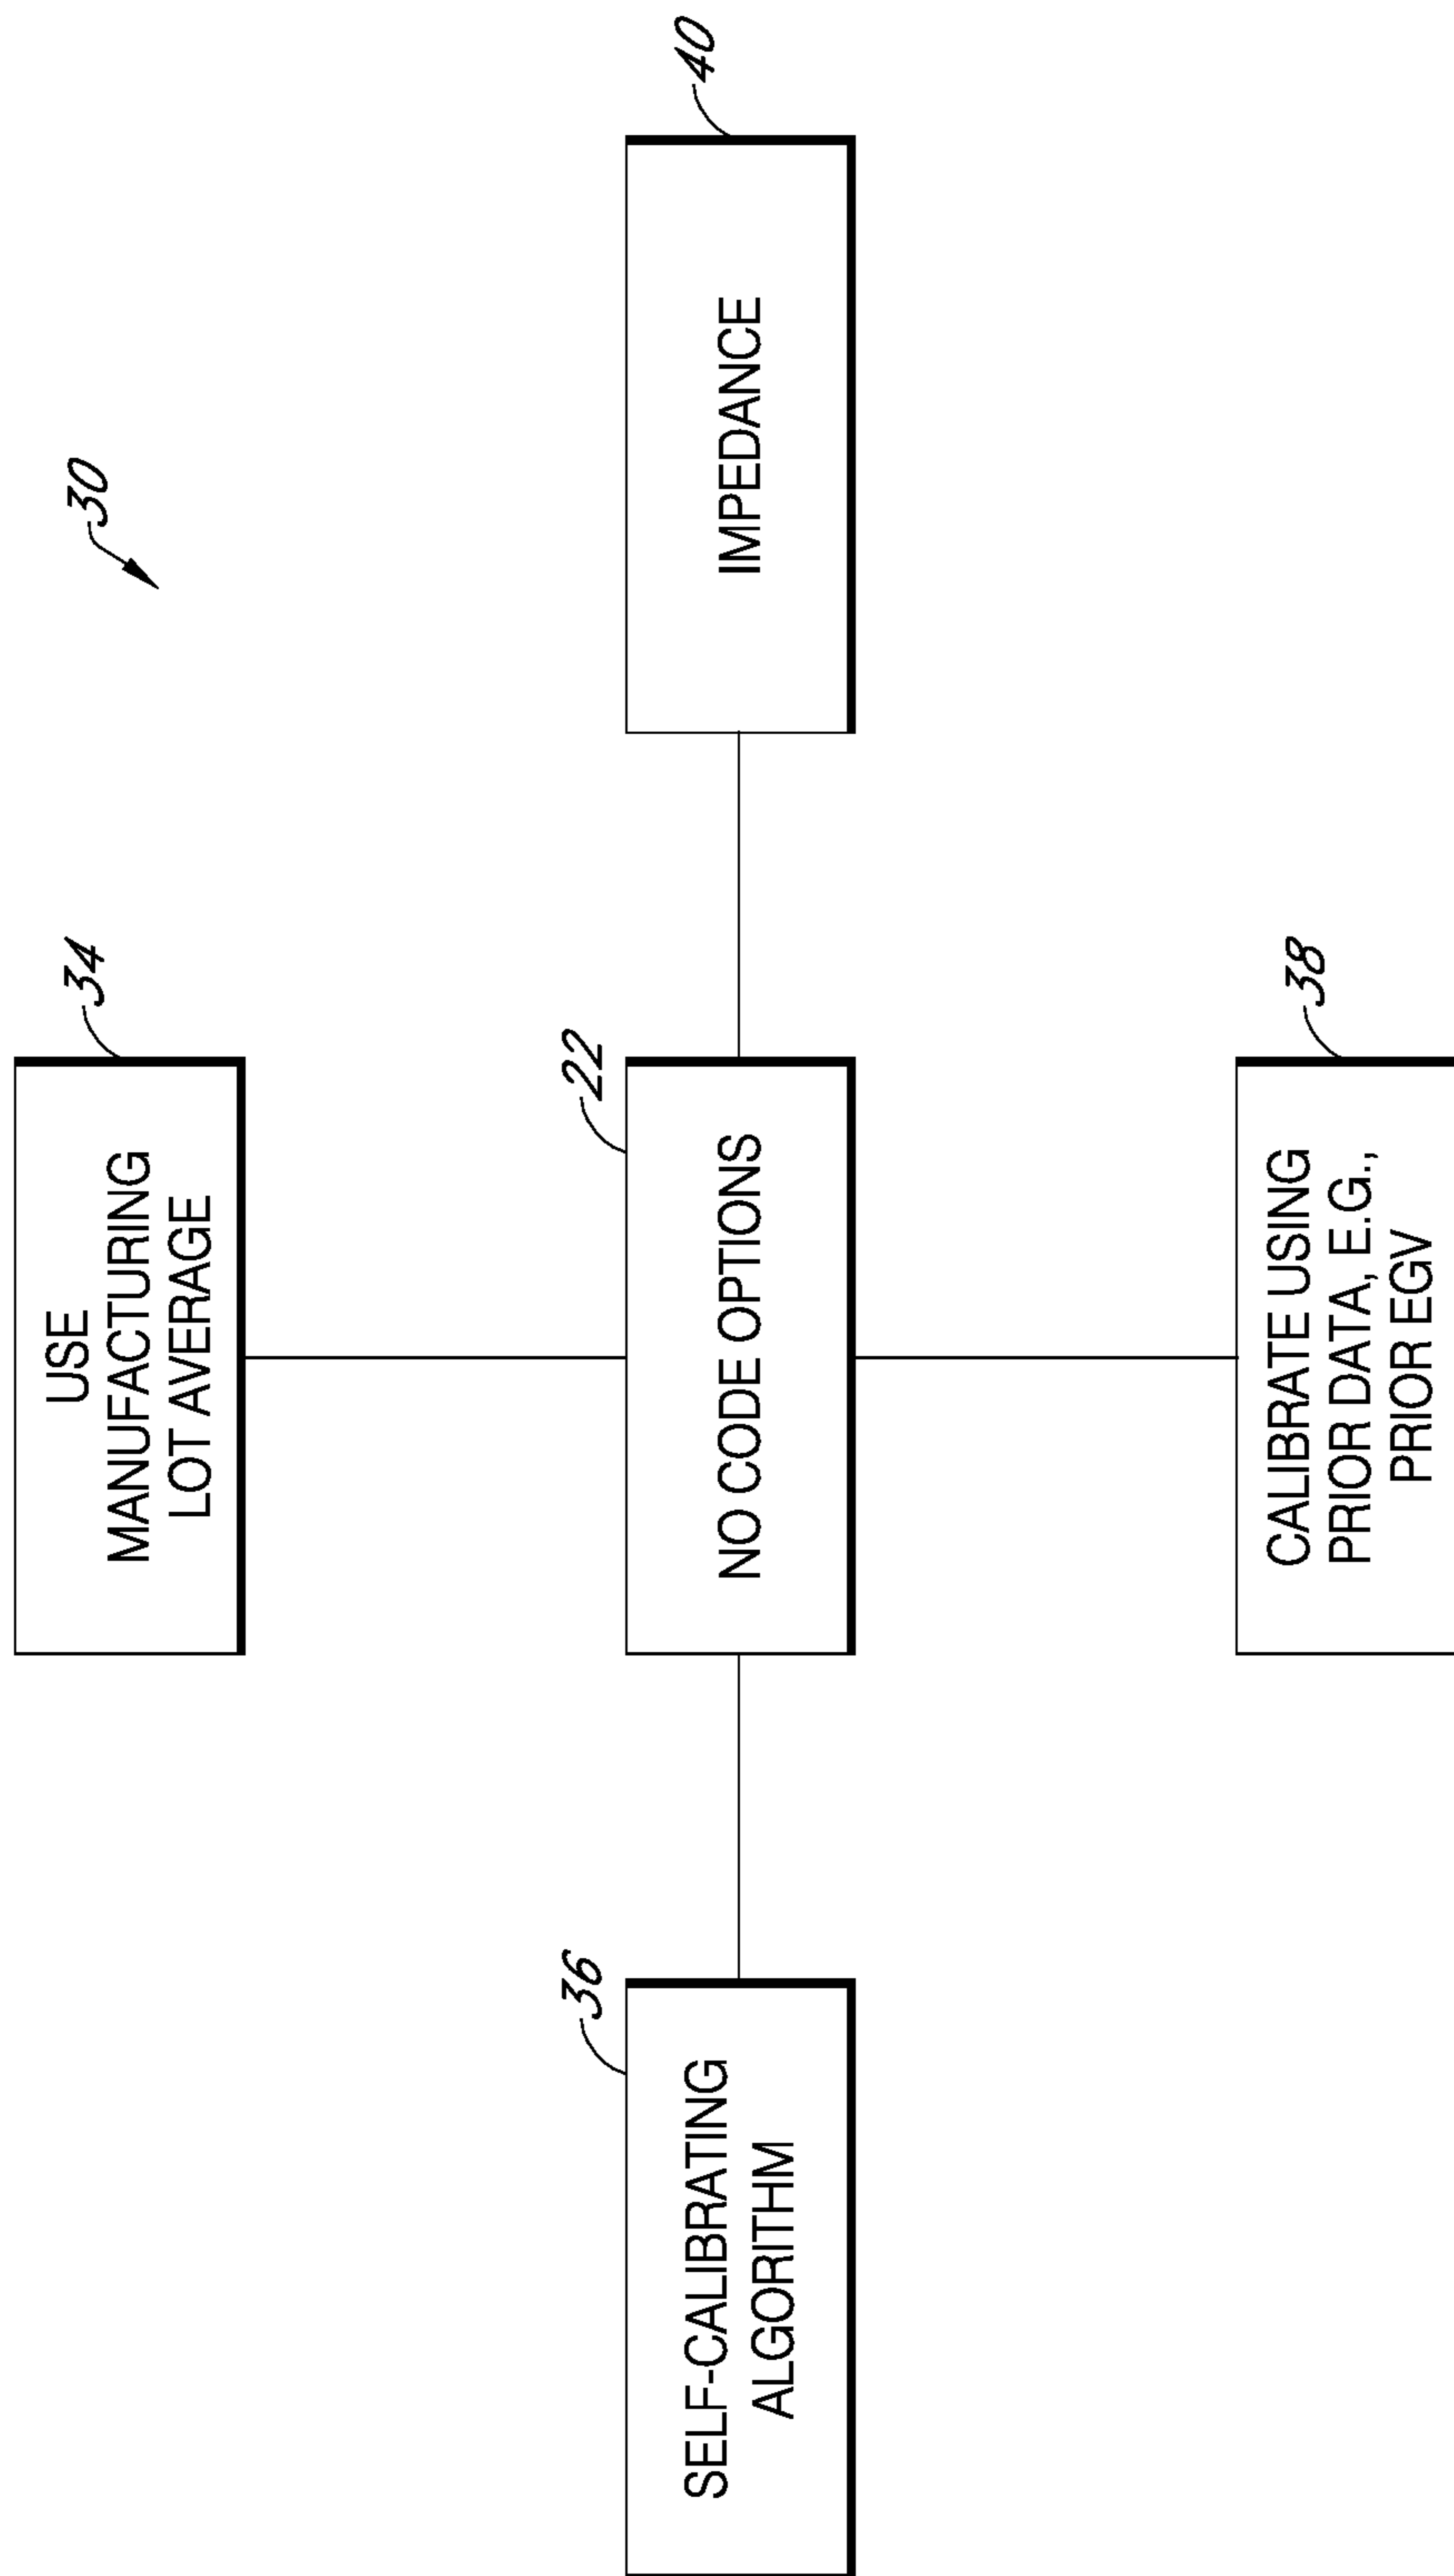 30
34
USE
MANUFACTURING
LOT AVERAGE
36
SELF-CALIBRATING
ALGORITHM
22
NO CODE OPTIONS
40
IMPEDANCE
38
CALIBRATE USING
PRIOR DATA, E.G.,
PRIOR EGV